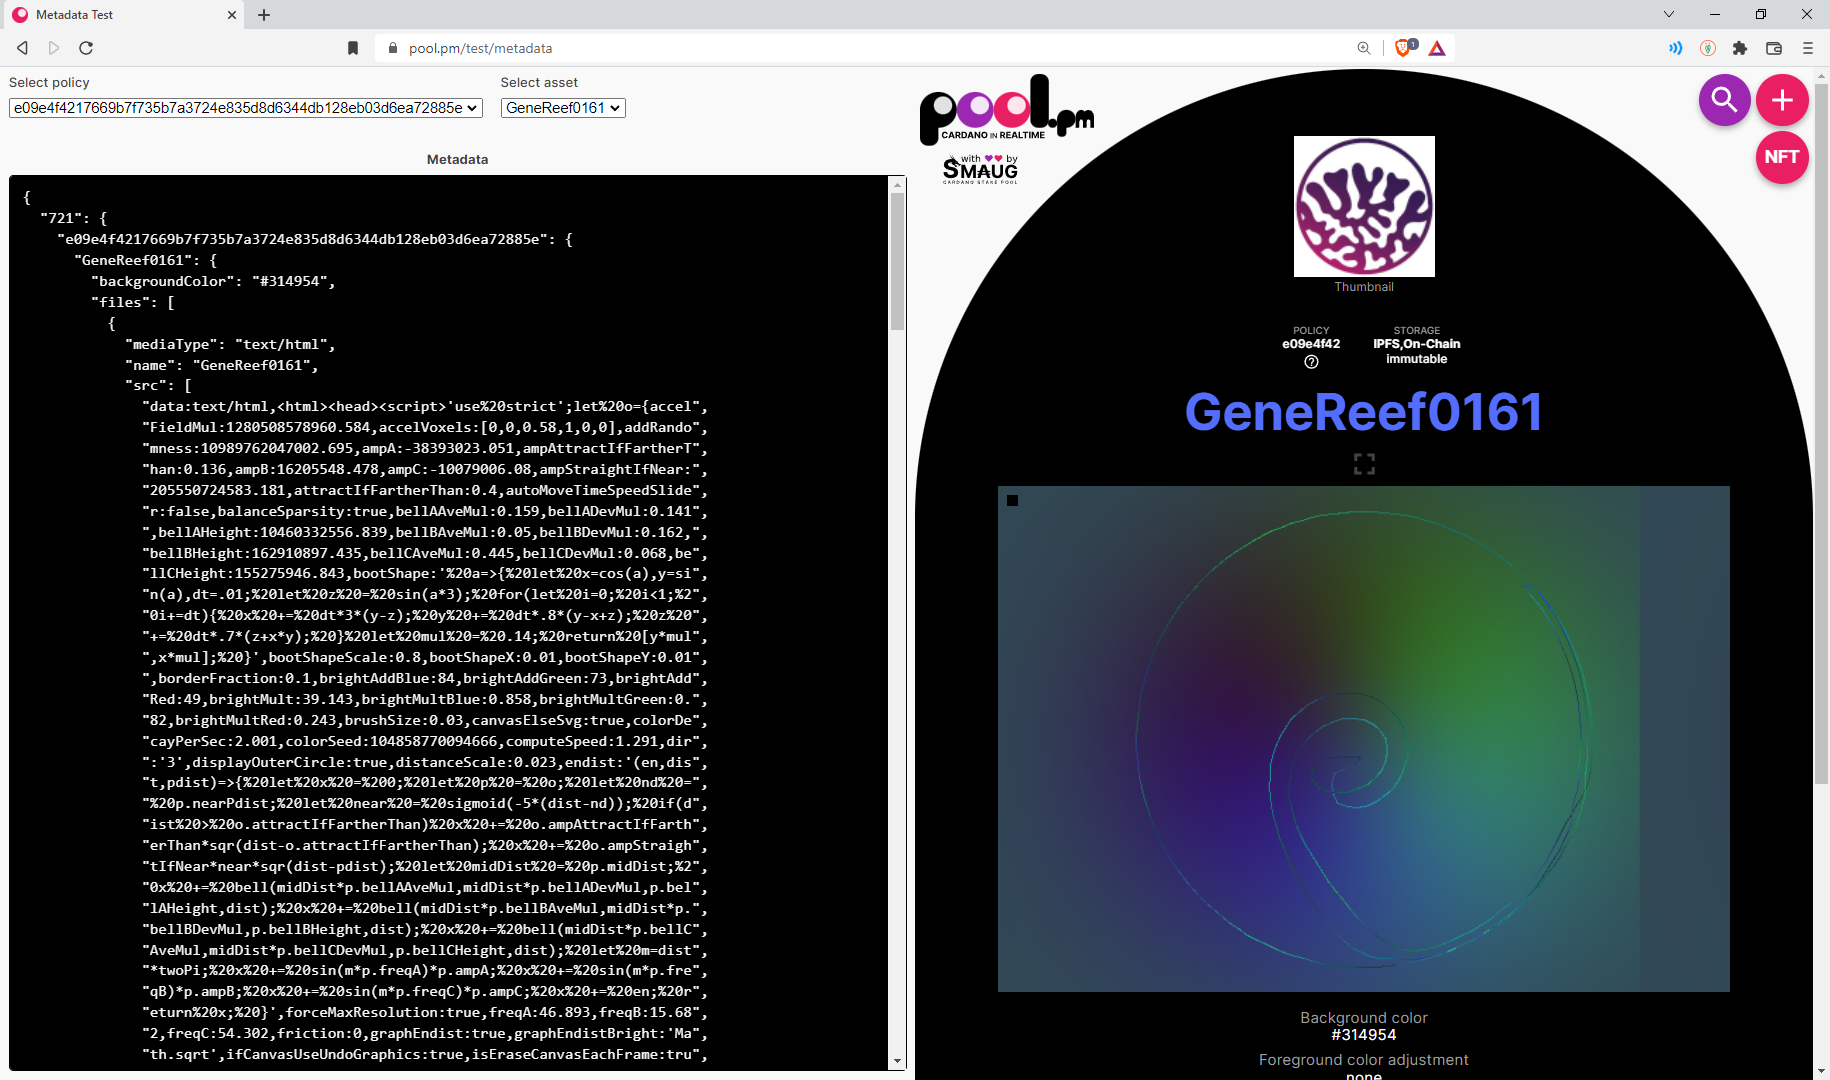 Metadata Test
pool.pm/test/metadata
1
Select policy
Select asset
e09e4f4217669b7f735b7a3724e835d8d6344db128eb03d6ea72885e
GeneReef0161
Metadata
{
"721": {
"e09e4f4217669b7f735b7a3724e835d8d6344db128eb03d6ea72885e": {
"GeneReef0161": {
"backgroundColor": "#314954",
"files": [
{
"mediaType": "text/html",
"name": "GeneReef0161",
"src": [
"data:text/html,<html><head><script>'use%20strict';let%20o={accel",
"FieldMul:1280508578960.584,accelVoxels:[0,0,0.58,1,0,0],addRando",
"mness:10989762047002.695,ampA:-38393023.051,ampAttractIfFartherT",
"han:0.136,ampB:16205548.478,ampC:-10079006.08,ampStraightIfNear:",
"205550724583.181,attractIfFartherThan:0.4,autoMoveTimeSpeedSlide",
"r:false,balanceSparsity:true,bellAAveMul:0.159,bellADevMul:0.141",
",bellAHeight:10460332556.839,bellBAveMul:0.05,bellBDevMul:0.162,",
"bellBHeight:162910897.435,bellCAveMul:0.445,bellCDevMul:0.068,be",
"llCHeight:155275946.843,bootShape:'%20a=>{%20let%20x=cos(a),y=si",
"n(a),dt=.01;%20let%20z%20=%20sin(a*3);%20for(let%20i=0;%20i<1;%2",
"0i+=dt){%20x%20+=%20dt*3*(y-z);%20y%20+=%20dt*.8*(y-x+z);%20z%20",
"+=%20dt*.7*(z+x*y);%20}%20let%20mul%20=%20.14;%20return%20[y*mul",
",x*mul];%20}',bootShapeScale:0.8,bootShapeX:0.01,bootShapeY:0.01",
",borderFraction:0.1,brightAddBlue:84,brightAddGreen:73,brightAdd",
"Red:49,brightMult:39.143,brightMultBlue:0.858,brightMultGreen:0.",
"82,brightMultRed:0.243,brushSize:0.03,canvasElseSvg:true,colorDe",
"cayPerSec:2.001,colorSeed:104858770094666,computeSpeed:1.291,dir",
":'3',displayOuterCircle:true,distanceScale:0.023,endist:'(en,dis",
"t,pdist)=>{%20let%20x%20=%200;%20let%20p%20=%20o;%20let%20nd%20=",
"%20p.nearPdist;%20let%20near%20=%20sigmoid(-5*(dist-nd));%20if(d",
"ist%20>%20o.attractIfFartherThan)%20x%20+=%20o.ampAttractIfFarth",
"erThan*sqr(dist-o.attractIfFartherThan);%20x%20+=%20o.ampStraigh",
"tIfNear*near*sqr(dist-pdist);%20let%20midDist%20=%20p.midDist;%2",
"0x%20+=%20bell(midDist*p.bellAAveMul,midDist*p.bellADevMul,p.bel",
"lAHeight,dist);%20x%20+=%20bell(midDist*p.bellBAveMul,midDist*p.",
"bellBDevMul,p.bellBHeight,dist);%20x%20+=%20bell(midDist*p.bellC",
"AveMul,midDist*p.bellCDevMul,p.bellCHeight,dist);%20let%20m=dist",
"*twoPi;%20x%20+=%20sin(m*p.freqA)*p.ampA;%20x%20+=%20sin(m*p.fre",
"qB)*p.ampB;%20x%20+=%20sin(m*p.freqC)*p.ampC;%20x%20+=%20en;%20r",
"eturn%20x;%20}',forceMaxResolution:true,freqA:46.893,freqB:15.68",
"2,freqC:54.302,friction:0,graphEndist:true,graphEndistBright:'Ma",
"th.sqrt',ifCanvasUseUndoGraphics:true,isEraseCanvasEachFrame:tru",
pool.pm
CARDANO IN REALTIME
with by
SMAUG
CARDANO STAKE POOL
NFT
Thumbnail
POLICY
e09e4f42
STORAGE
IPFS,On-Chain
immutable
GeneReef0161
Background color
#314954
Foreground color adjustment
none